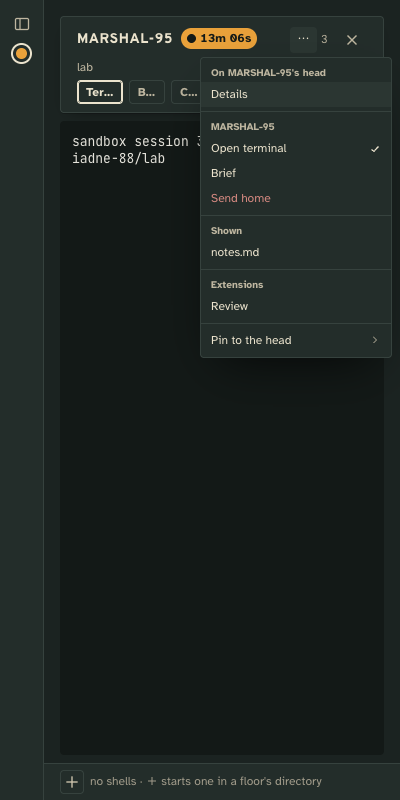 MARSHAL-95 13m 06s ... 3
lab
Ter... B... C...
On MARSHAL-95's head
Details
MARSHAL-95
Open terminal
Brief
Send home
Shown
notes.md
Extensions
Review
Pin to the head
sandbox session
iadne-88/lab
no shells · + starts one in a floor's directory